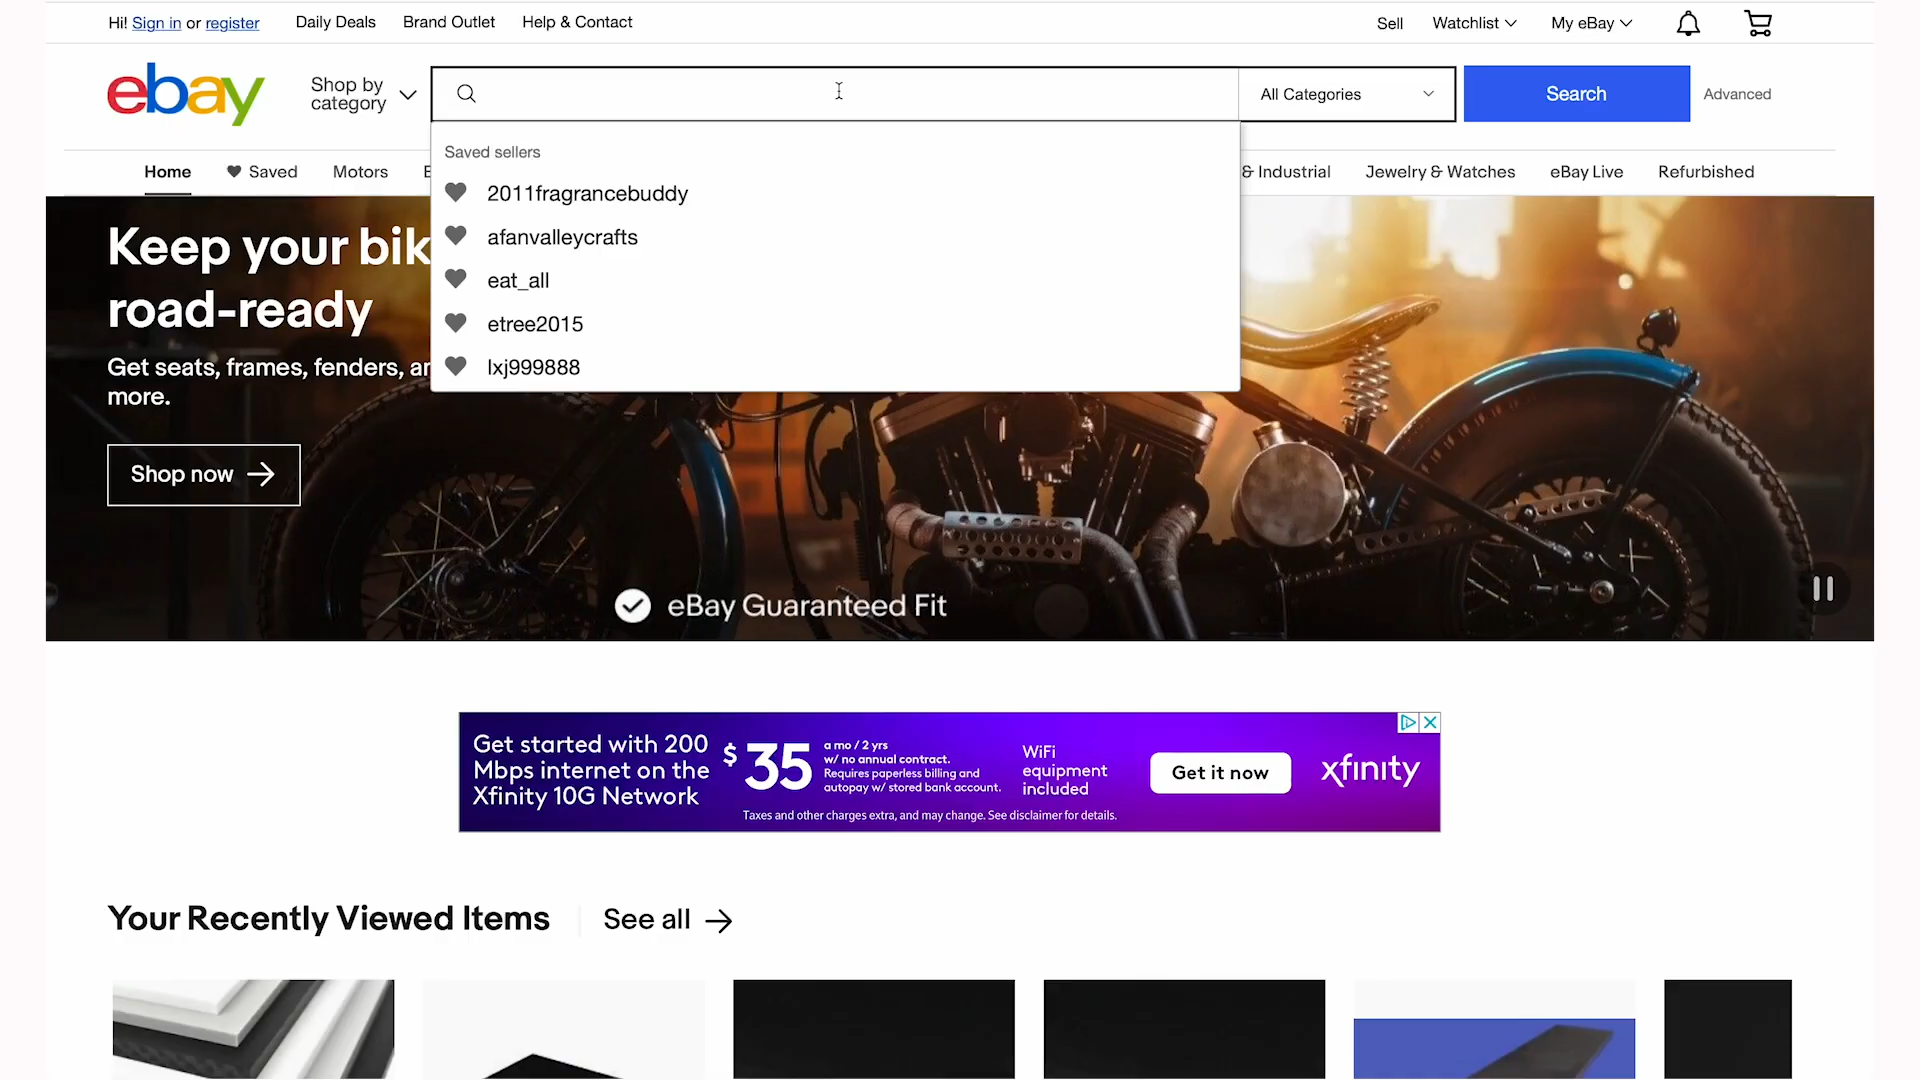 Hi! Sign in or register
Daily Deals
Brand Outlet
Help & Contact
Sell
Watchlist
My eBay
ebay
Shop by
category
All Categories
Search
Advanced
Home
Saved
Motors
E
& Industrial
Jewelry & Watches
eBay Live
Refurbished
Saved sellers
2011fragrancebuddy
afanvalleycrafts
eat_all
etree2015
lxj999888
Keep your bik
road-ready
Get seats, frames, fenders, an
more.
Shop now
eBay Guaranteed Fit
Get started with 200
Mbps internet on the
Xfinity 10G Network
$35
a mo / 2 yrs
w/ no annual contract.
Requires paperless billing and
autopay w/ stored bank account.
WiFi
equipment
included
Get it now
xfinity
Taxes and other charges extra, and may change. See disclaimer for details.
Your Recently Viewed Items
See all